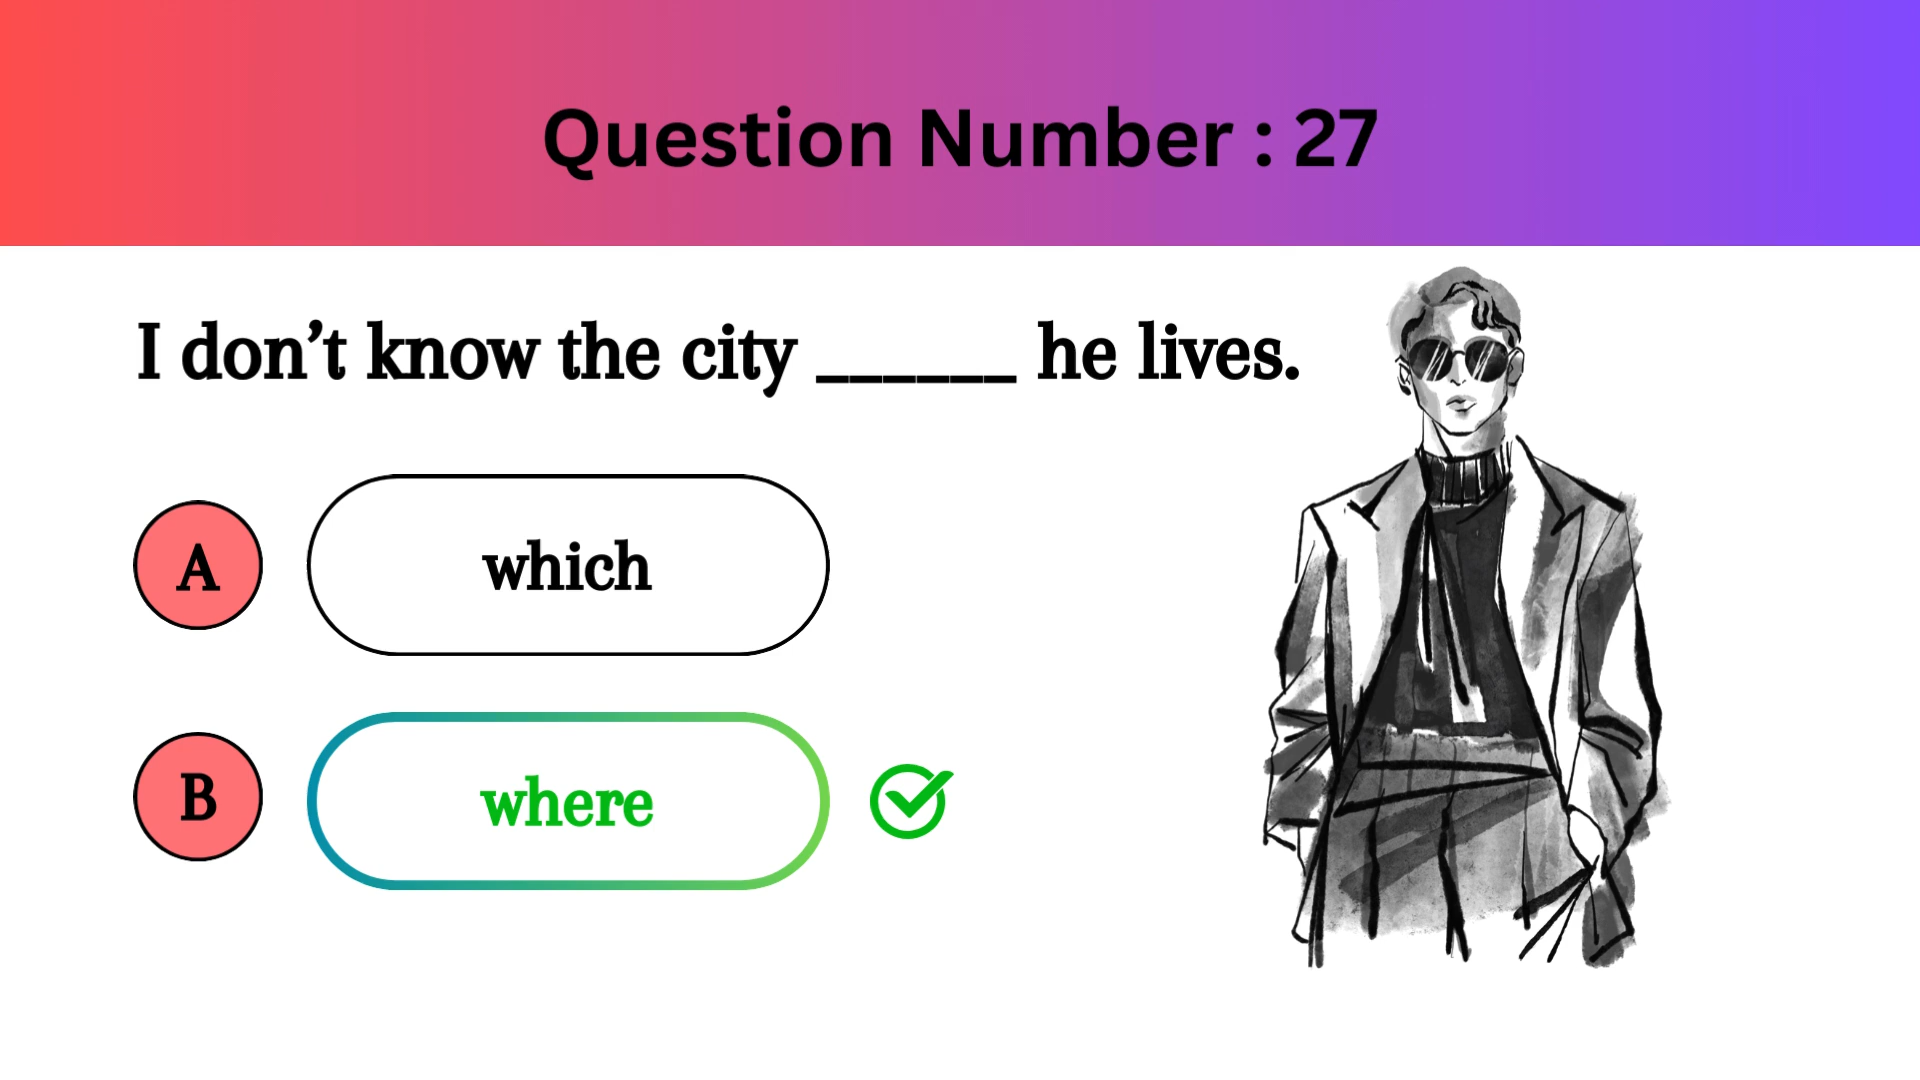 Question Number : 27
I don’t know the city ______ he lives.
A
which
B
where